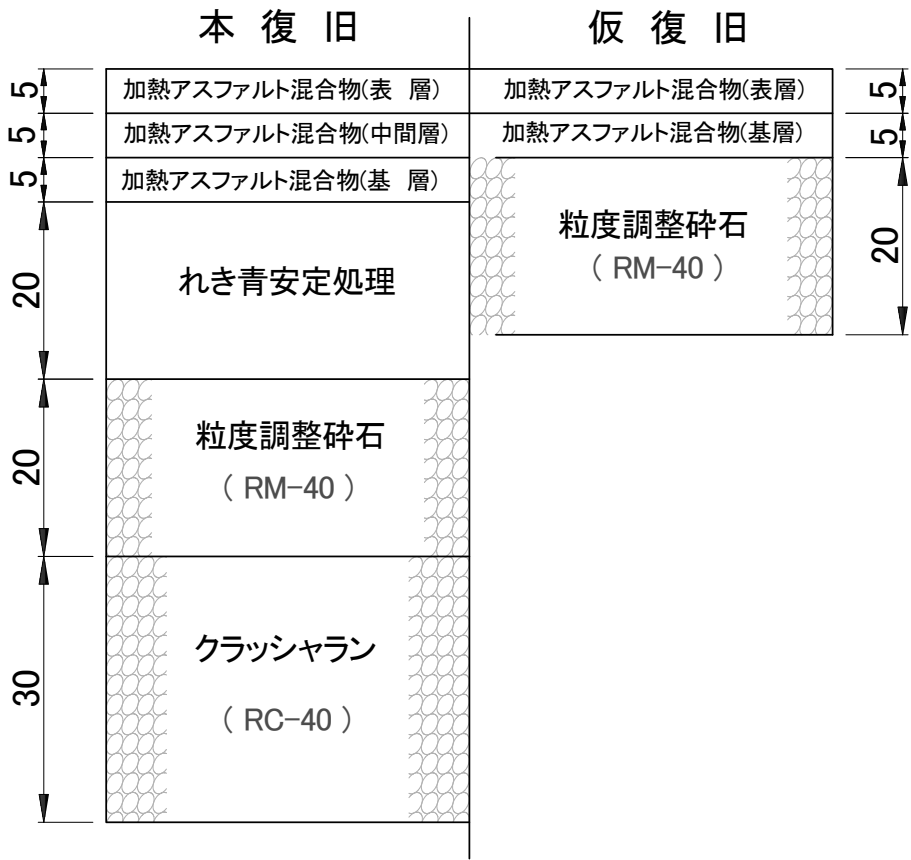 本 復 旧
仮 復 旧
5
加熱アスファルト混合物(表　層)
加熱アスファルト混合物(表層)
5
5
加熱アスファルト混合物(中間層)
加熱アスファルト混合物(基層)
5
5
加熱アスファルト混合物(基　層)
粒度調整砕石
( RM-40 )
20
20
れき青安定処理
20
粒度調整砕石
( RM-40 )
30
クラッシャラン
( RC-40 )